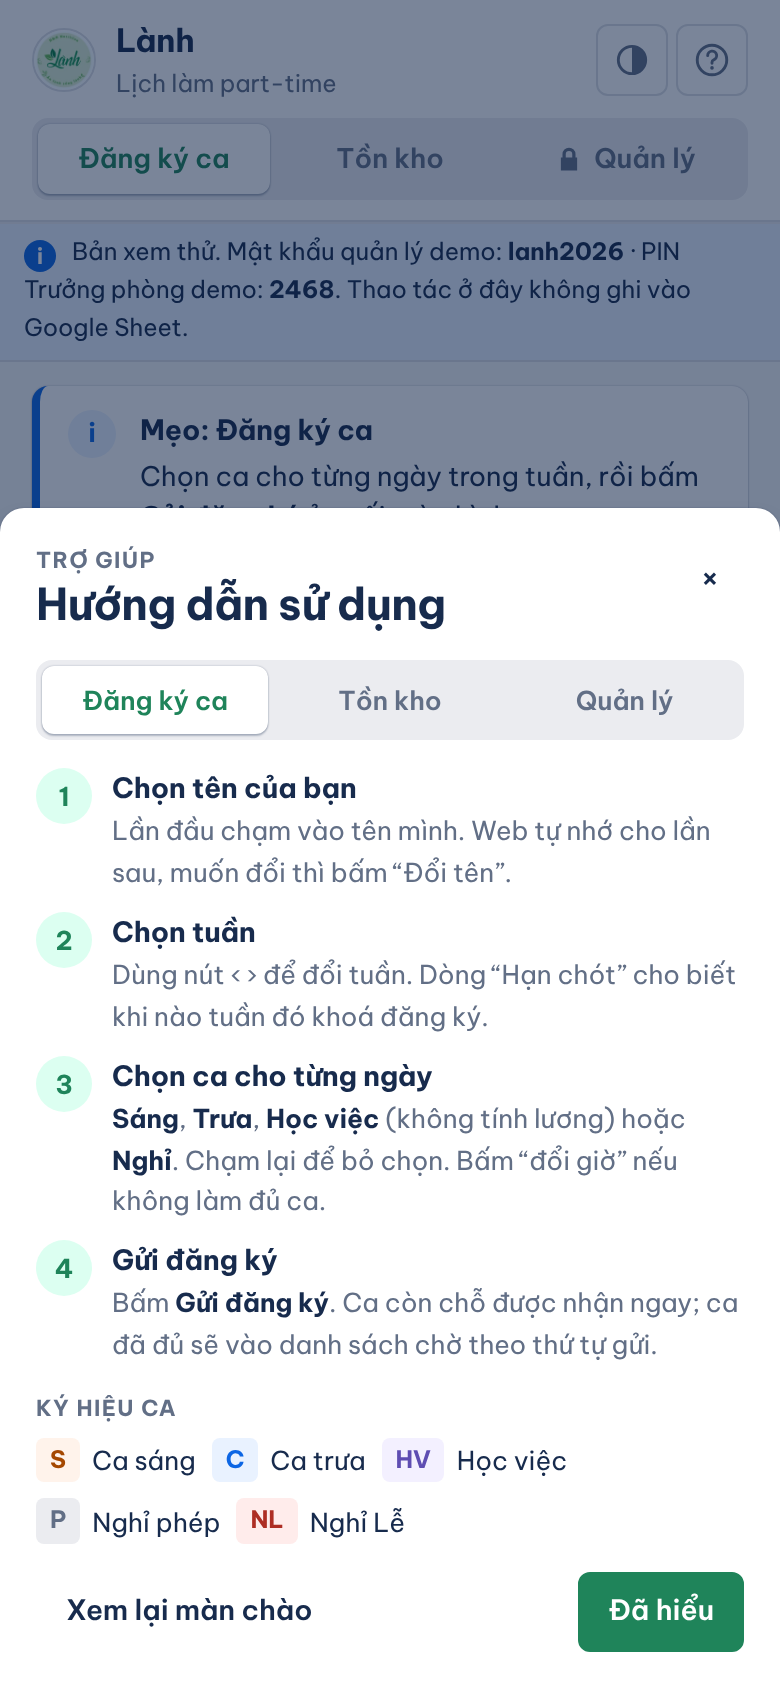 Lành
Lành
Lịch làm part-time
Đăng ký ca
Tồn kho
Quản lý
i Bản xem thử. Mật khẩu quản lý demo: lanh2026 · PIN
Trưởng phòng demo: 2468. Thao tác ở đây không ghi vào
Google Sheet.
i Mẹo: Đăng ký ca
Chọn ca cho từng ngày trong tuần, rồi bấm
TRỢ GIÚP
Hướng dẫn sử dụng
×
Đăng ký ca
Tồn kho
Quản lý
1 Chọn tên của bạn
Lần đầu chạm vào tên mình. Web tự nhớ cho lần
sau, muốn đổi thì bấm “Đổi tên”.
2 Chọn tuần
Dùng nút ‹ › để đổi tuần. Dòng “Hạn chót” cho biết
khi nào tuần đó khoá đăng ký.
3 Chọn ca cho từng ngày
Sáng, Trưa, Học việc (không tính lương) hoặc
Nghỉ. Chạm lại để bỏ chọn. Bấm “đổi giờ” nếu
không làm đủ ca.
4 Gửi đăng ký
Bấm Gửi đăng ký. Ca còn chỗ được nhận ngay; ca
đã đủ sẽ vào danh sách chờ theo thứ tự gửi.
KÝ HIỆU CA
S Ca sáng C Ca trưa HV Học việc
P Nghỉ phép NL Nghỉ Lễ
Xem lại màn chào
Đã hiểu